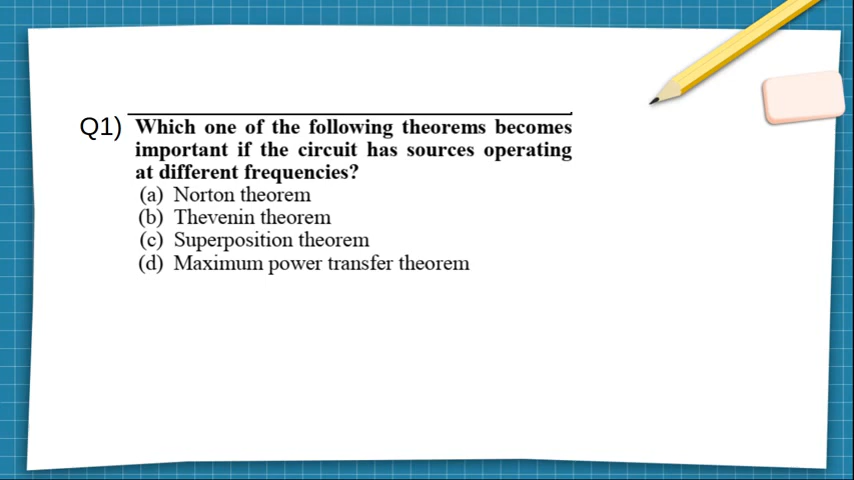 Q1) Which one of the following theorems becomes
important if the circuit has sources operating
at different frequencies?
(a) Norton theorem
(b) Thevenin theorem
(c) Superposition theorem
(d) Maximum power transfer theorem